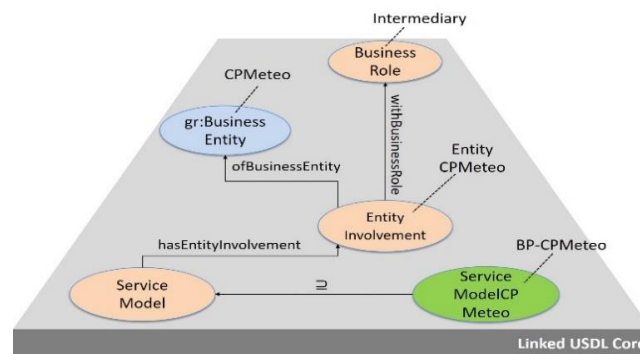 Intermediary
Business
Role
CPMeteo
gr:Business
Entity
ofBusinessEntity
withBusinessRole
Entity
CPMeteo
Entity
Involvement
hasEntityInvolvement
BP-CPMeteo
Service
Model
⊇
Service
ModelCP
Meteo
Linked USDL Core